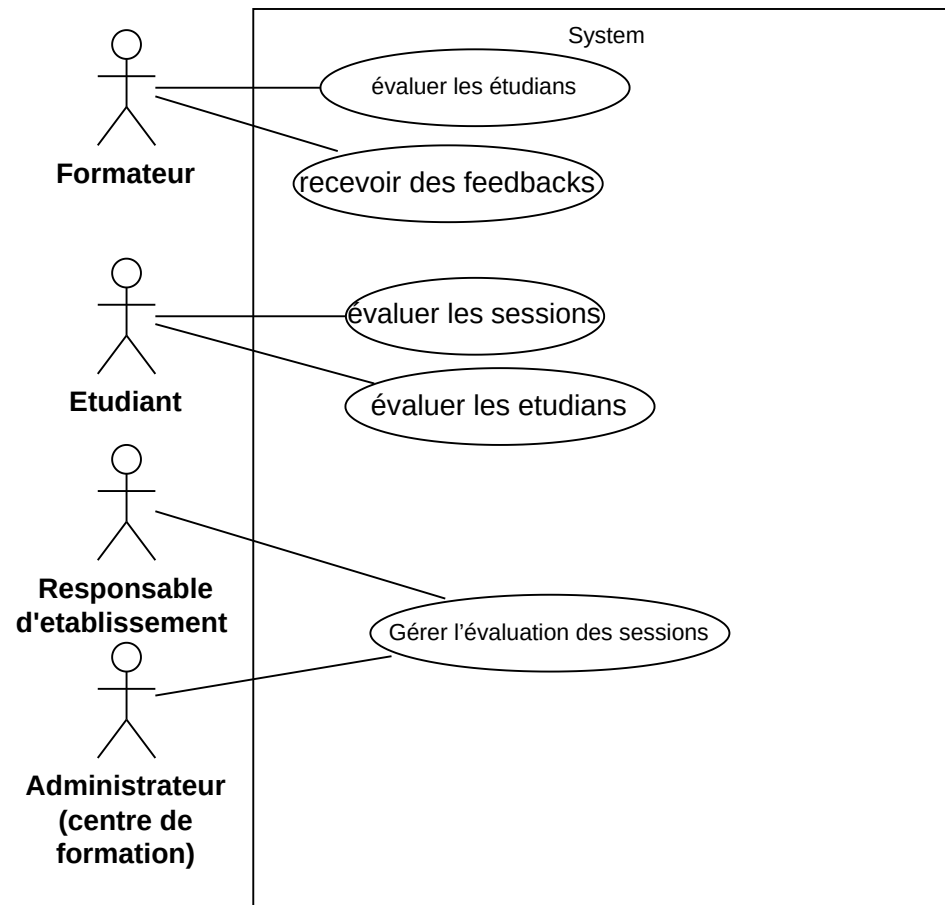 System
évaluer les étudians
Formateur
recevoir des feedbacks
évaluer les sessions
Etudiant
évaluer les etudians
Responsable
d'etablissement
Gérer l’évaluation des sessions
Administrateur
(centre de
formation)